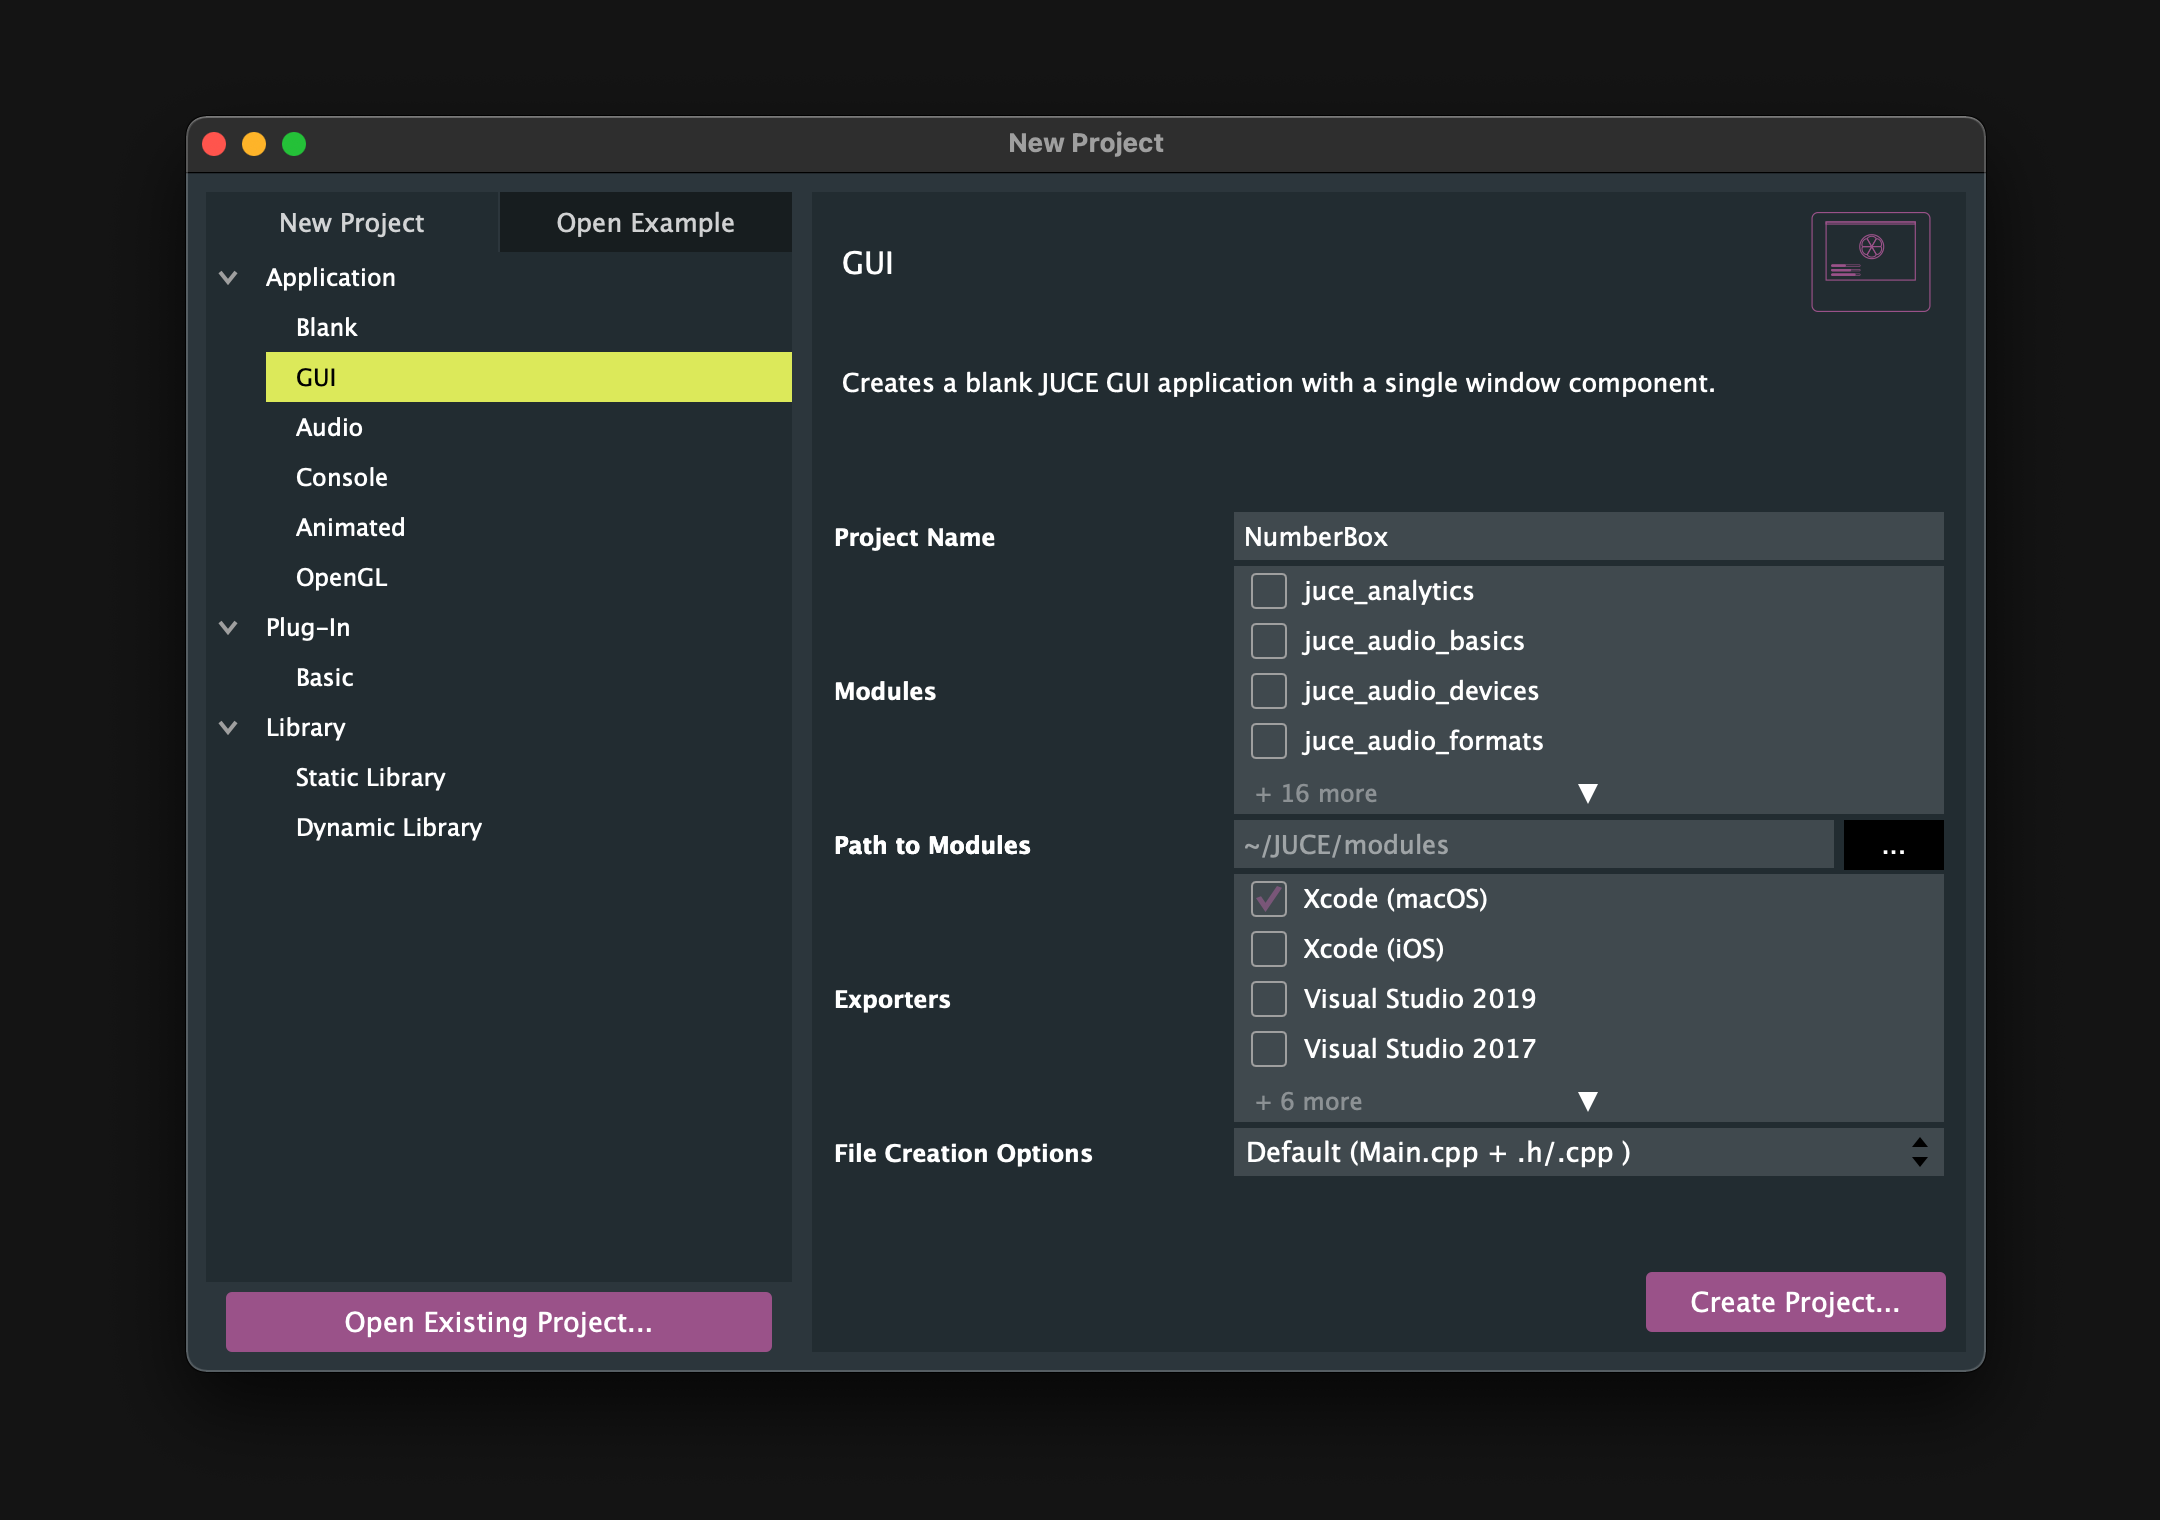 New Project
New Project
Open Example
Application
Blank
GUI
Audio
Console
Animated
OpenGL
Plug-In
Basic
Library
Static Library
Dynamic Library
Open Existing Project...
GUI
Creates a blank JUCE GUI application with a single window component.
Project Name
NumberBox
Modules
juce_analytics
juce_audio_basics
juce_audio_devices
juce_audio_formats
+ 16 more
Path to Modules
~/JUCE/modules
...
Exporters
Xcode (macOS)
Xcode (iOS)
Visual Studio 2019
Visual Studio 2017
+ 6 more
File Creation Options
Default (Main.cpp + .h/.cpp )
Create Project...